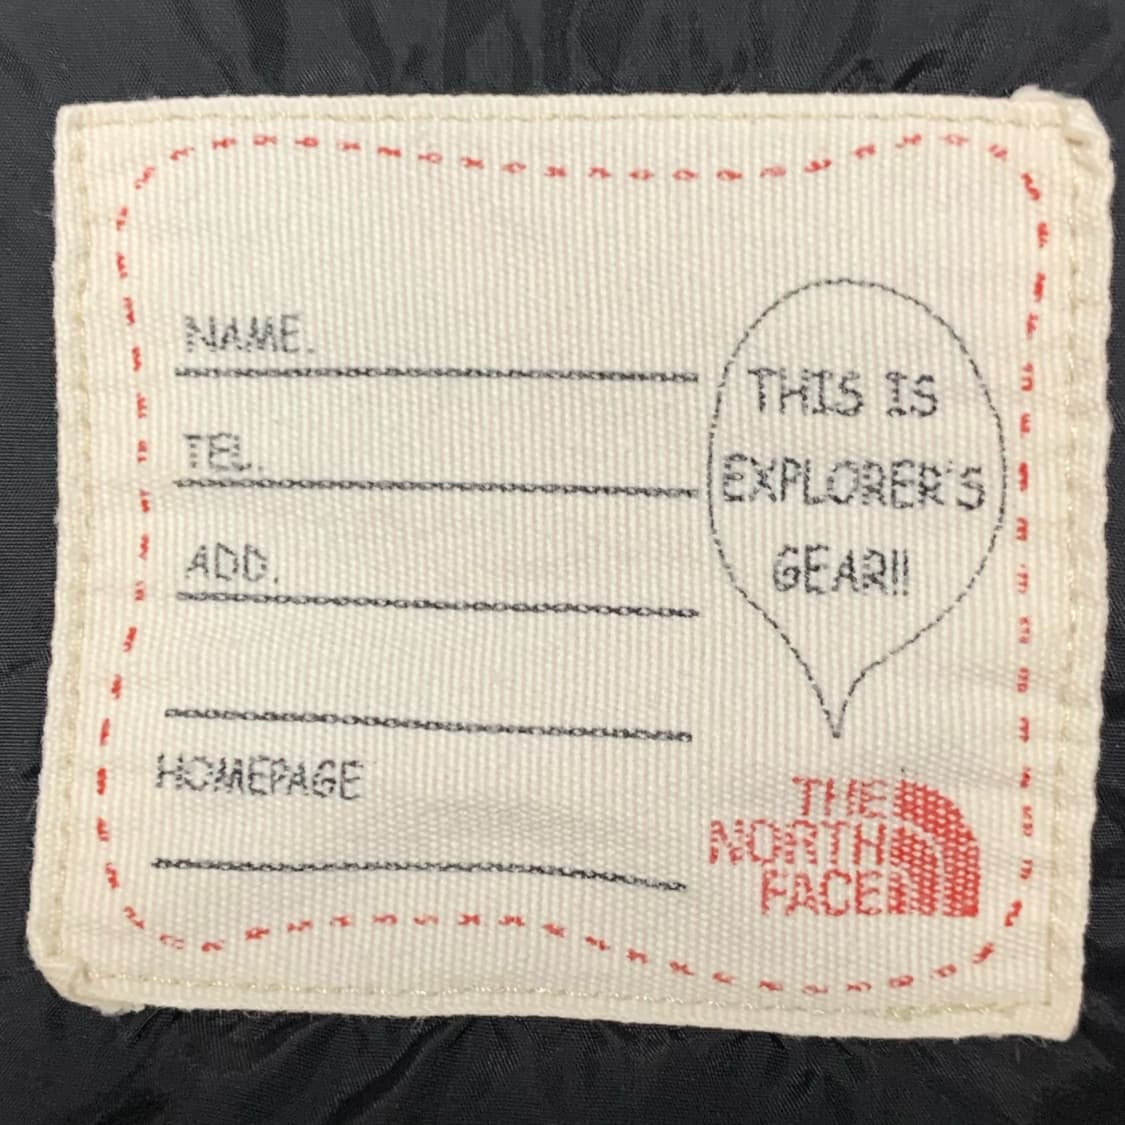 NAME.
TEL.
ADD.
HOMEPAGE
THIS IS
EXPLORER'S
GEAR!!
THE
NORTH
FACE